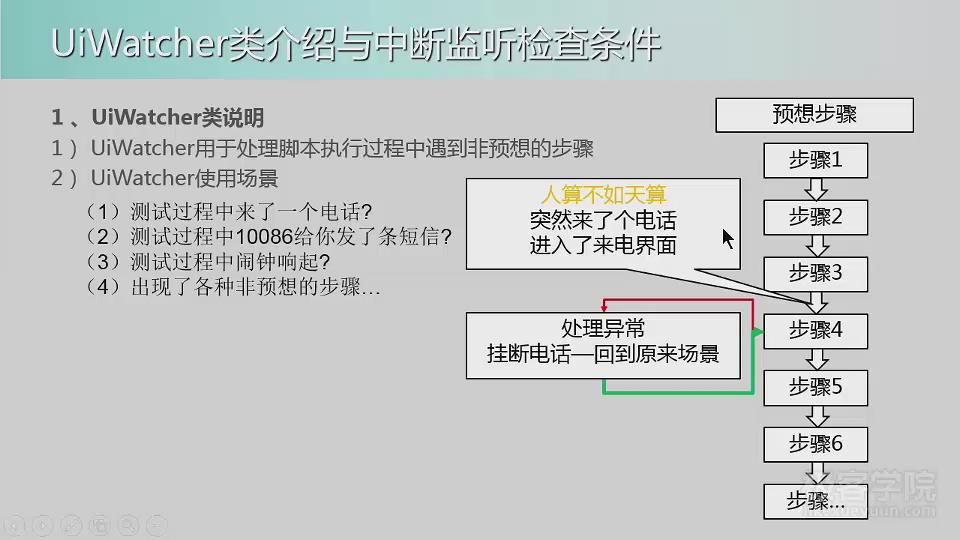 UiWatcher类介绍与中断监听检查条件
1、UiWatcher类说明
1） UiWatcher用于处理脚本执行过程中遇到非预想的步骤
2） UiWatcher使用场景
（1）测试过程中来了一个电话?
（2）测试过程中10086给你发了条短信?
（3）测试过程中闹钟响起?
（4）出现了各种非预想的步骤…
人算不如天算
突然来了个电话
进入了来电界面
处理异常
挂断电话—回到原来场景
预想步骤
步骤1
步骤2
步骤3
步骤4
步骤5
步骤6
步骤...
客学院